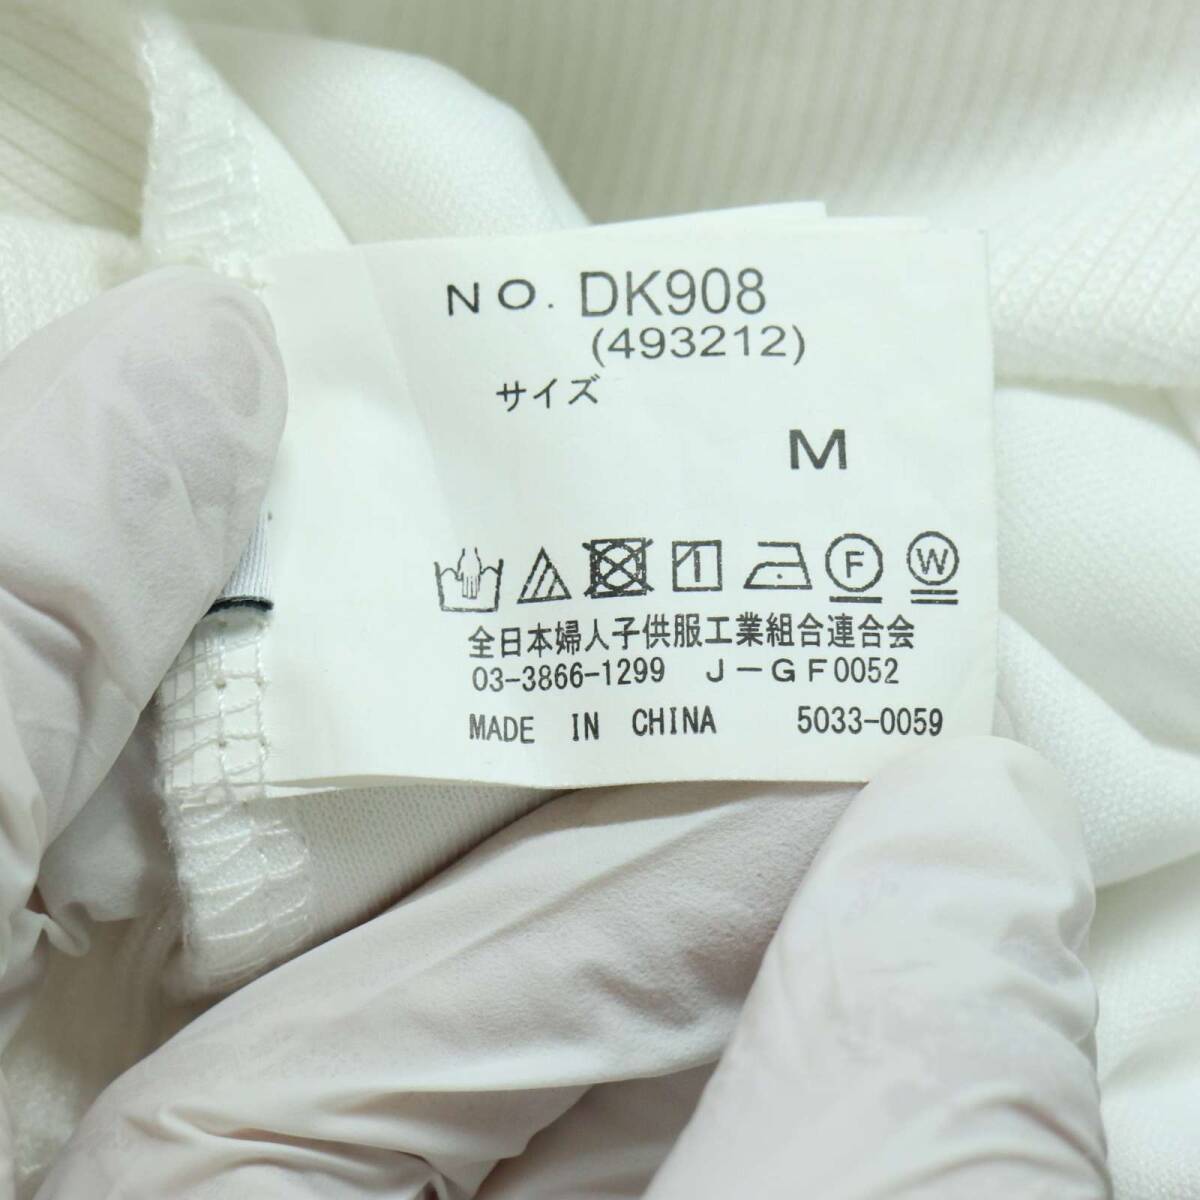 NO. DK908
(493212)
サイズ
M
F W
全日本婦人子供服工業組合連合会
03-3866-1299 J-GF0052
MADE IN CHINA 5033-0059